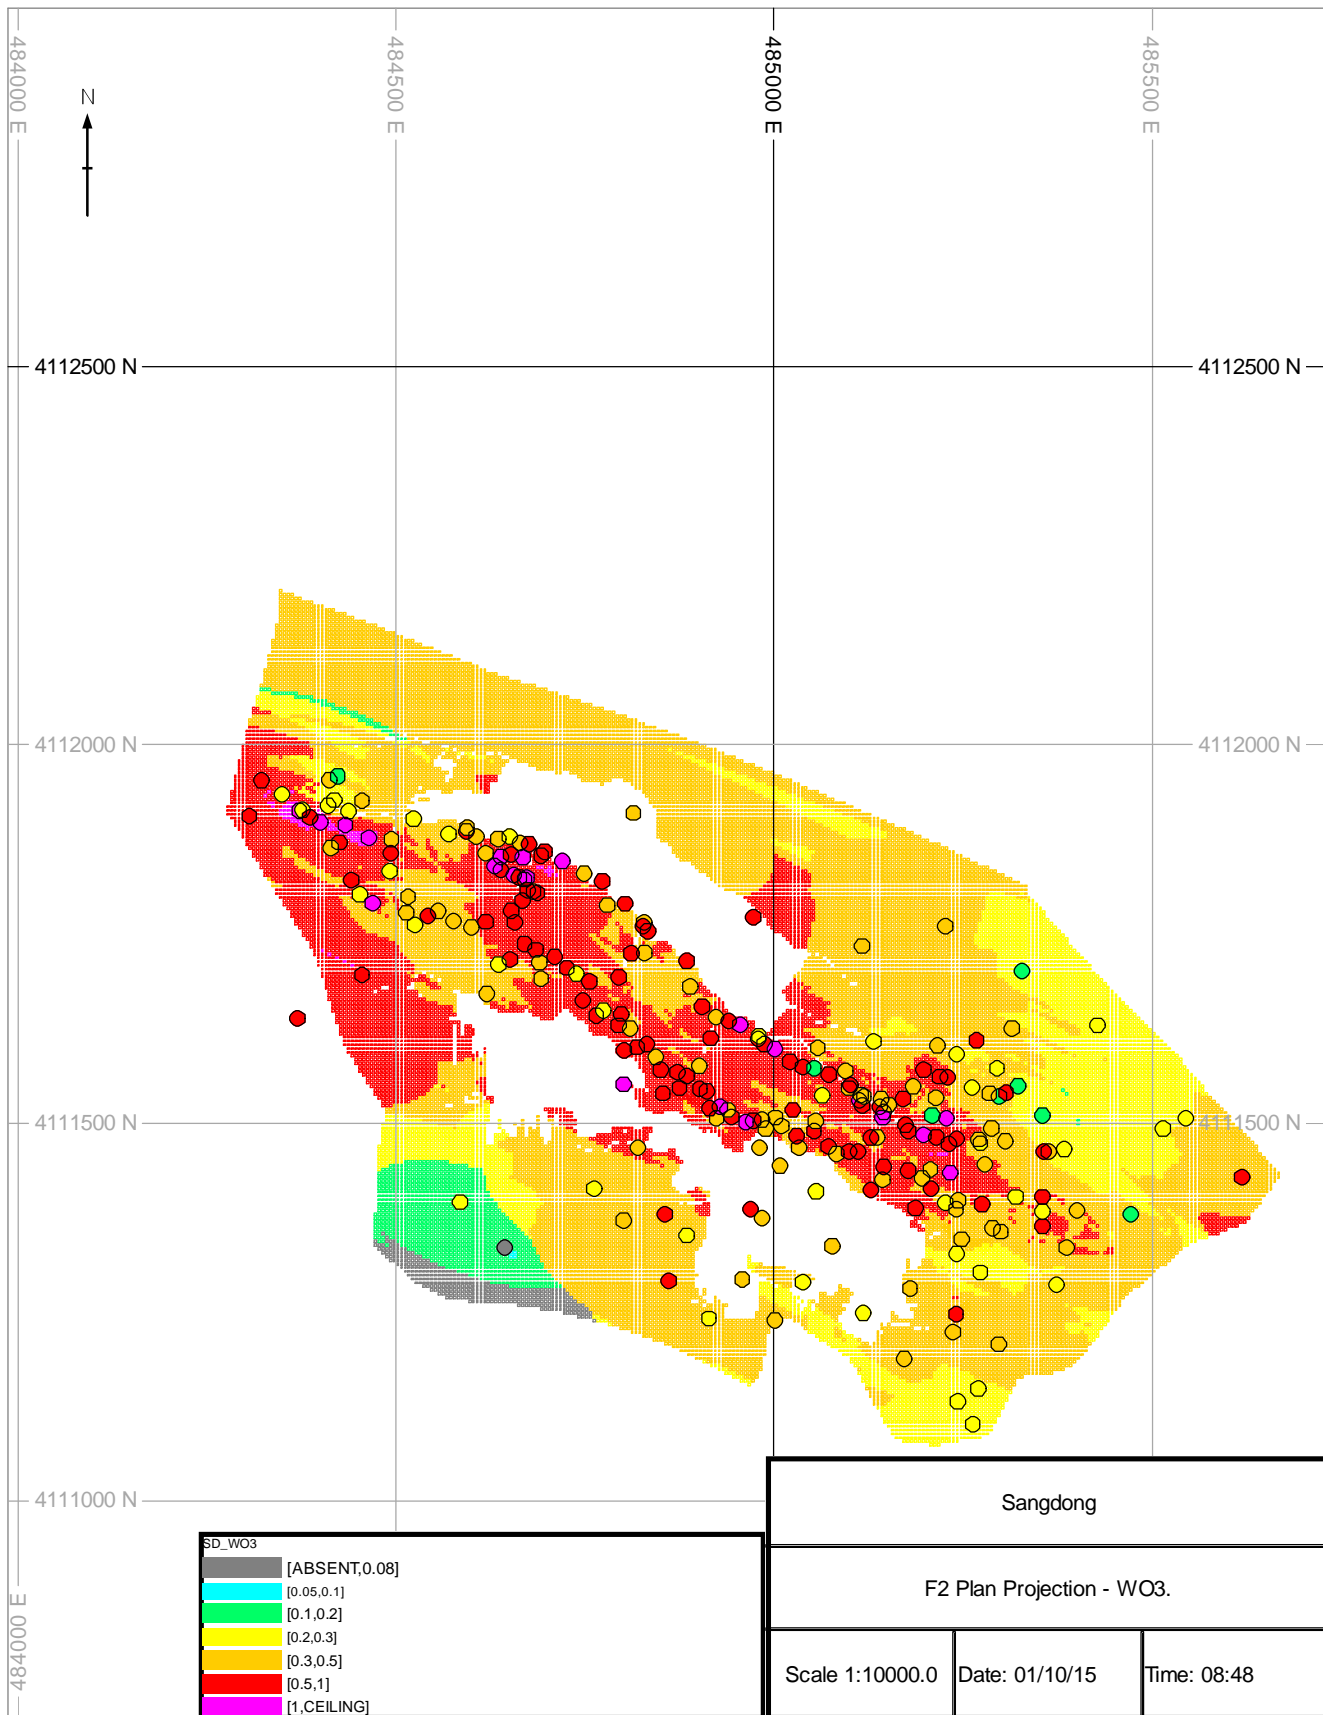 484000 E
484500 E
485000 E
485500 E
N
4112500 N
4112500 N
4112000 N
4112000 N
4111500 N
4111500 N
4111000 N
484000 E
SD_WO3
[ABSENT,0.08]
[0.05,0.1]
[0.1,0.2]
[0.2,0.3]
[0.3,0.5]
[0.5,1]
[1,CEILING]
Sangdong
F2 Plan Projection - WO3.
Scale 1:10000.0
Date: 01/10/15
Time: 08:48